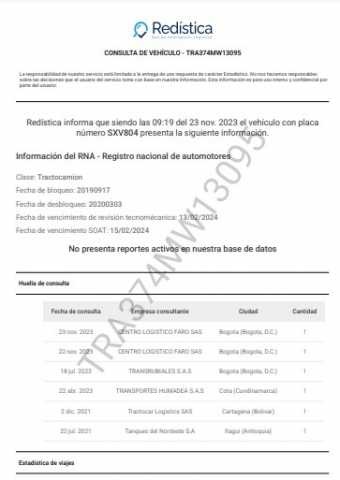 Redística
CONSULTA DE VEHÍCULO - TRA374MW13095
La responsabilidad de nuestro servicio está limitada a la entrega de una respuesta de carácter Estadístico. No nos hacemos responsables
sobre las decisiones que el usuario del servicio tome con base en nuestra información. Esta información es para uso interno y confidencial por
parte del usuario.
Redística informa que siendo las 09:19 del 23 nov. 2023 el vehículo con placa
número SXV804 presenta la siguiente información.
Información del RNA - Registro nacional de automotores
Clase: Tractocamion
Fecha de bloqueo: 20190917
Fecha de desbloqueo: 20200303
Fecha de vencimiento de revisión tecnomecánica: 13/02/2024
Fecha de vencimiento SOAT: 15/02/2024
No presenta reportes activos en nuestra base de datos
Huella de consulta
Fecha de consulta Empresa consultante Ciudad Cantidad
23 nov. 2023 CENTRO LOGISTICO FARO SAS Bogota (Bogota, D.C.) 1
22 nov. 2023 CENTRO LOGISTICO FARO SAS Bogota (Bogota, D.C.) 1
18 jul. 2023 TRANSRUBIALES S.A Bogota (Bogota, D.C.) 1
22 abr. 2023 TRANSPORTES HUMADEA S.A.S Cota (Cundinamarca) 1
2 dic. 2021 Tractocar Logistics SAS Cartagena (Bolivar) 1
22 jul. 2021 Tanques del Nordeste S.A Itagui (Antioquia) 1
Estadística de viajes
TRA374MW13095